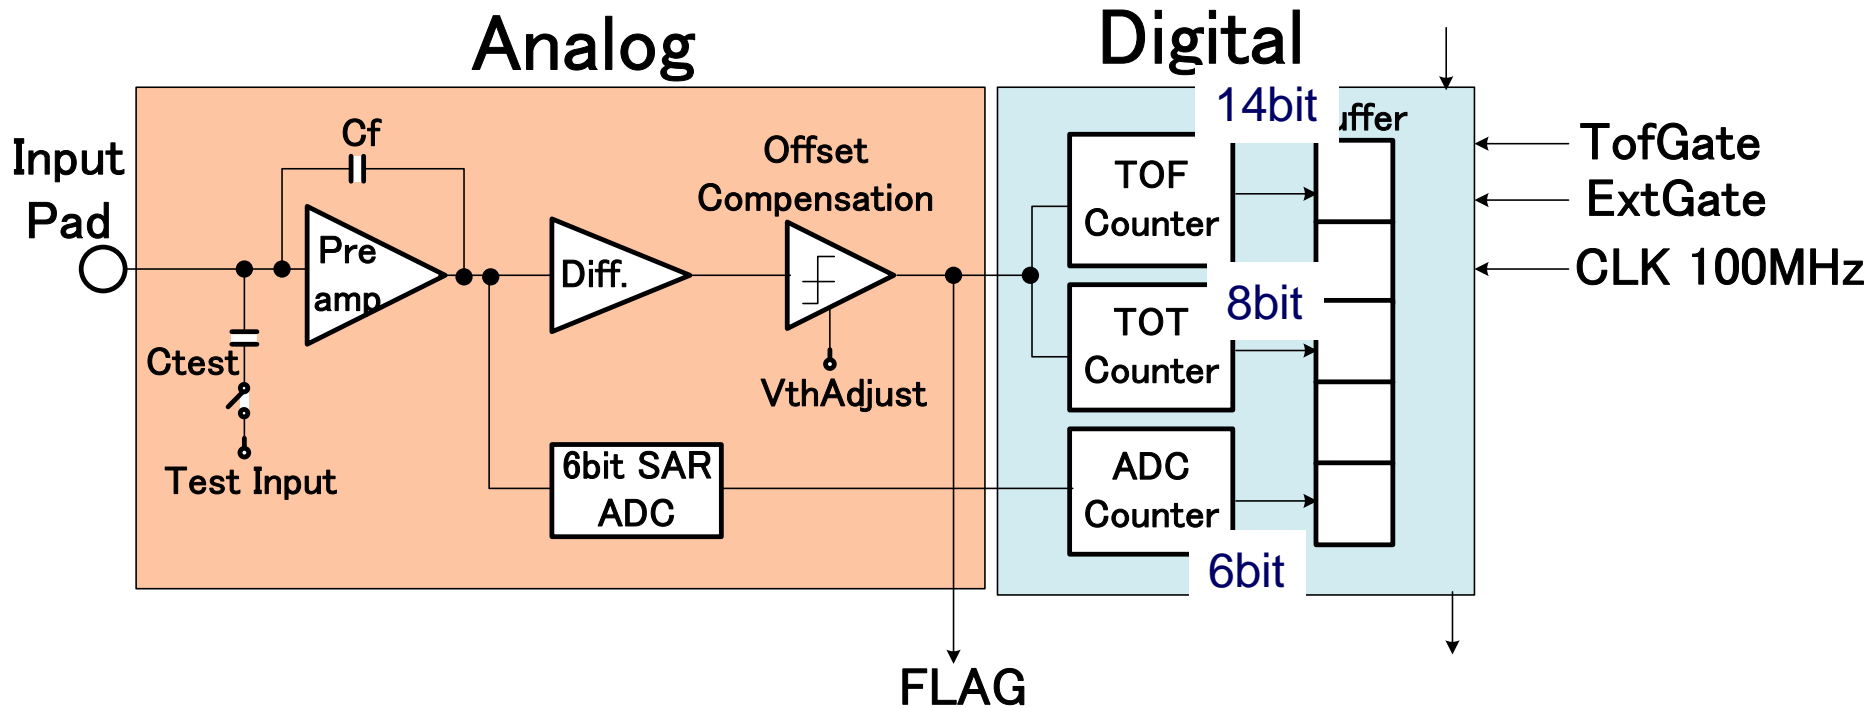 Analog
Digital
Input
Pad
Cf
Pre
amp
Ctest
Test Input
Diff.
Offset
Compensation
VthAdjust
6bit SAR
ADC
FLAG
14bit
uffer
TOF
Counter
8bit
TOT
Counter
ADC
Counter
6bit
TofGate
ExtGate
CLK 100MHz